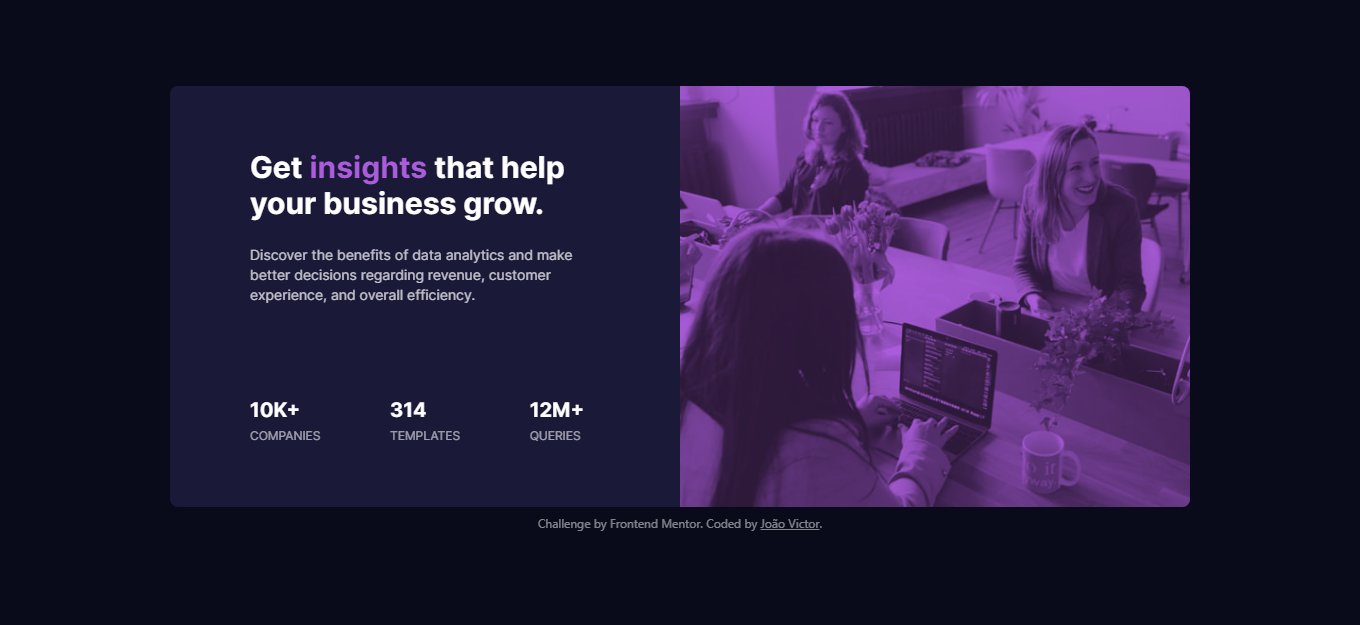 Get insights that help
your business grow.
Discover the benefits of data analytics and make
better decisions regarding revenue, customer
experience, and overall efficiency.
10K+ 314 12M+
COMPANIES TEMPLATES QUERIES
Challenge by Frontend Mentor. Coded by João Victor.